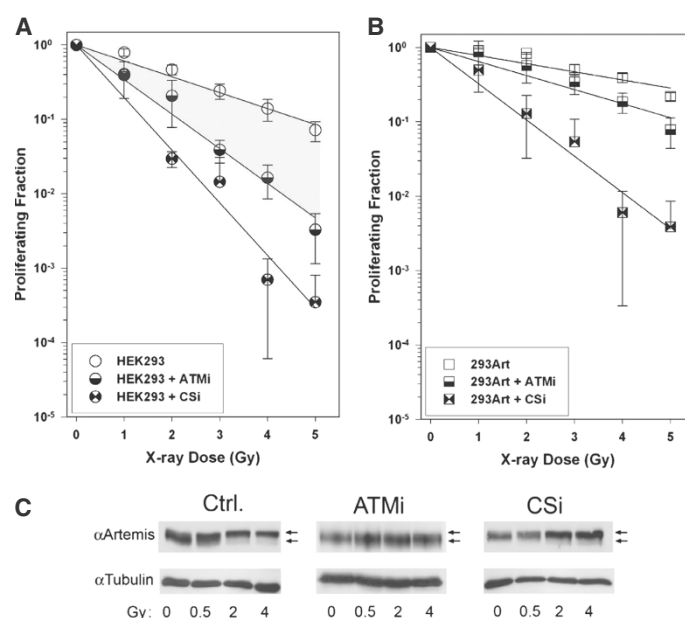 A
Proliferating Fraction
10⁰
10⁻¹
10⁻²
10⁻³
10⁻⁴
10⁻⁵
HEK293
HEK293 + ATMi
HEK293 + CSi
0 1 2 3 4 5
X-ray Dose (Gy)
B
Proliferating Fraction
10⁰
10⁻¹
10⁻²
10⁻³
10⁻⁴
10⁻⁵
293Art
293Art + ATMi
293Art + CSi
0 1 2 3 4 5
X-ray Dose (Gy)
C
Ctrl. ATMi CSi
αArtemis
αTubulin
Gy: 0 0.5 2 4 0 0.5 2 4 0 0.5 2 4